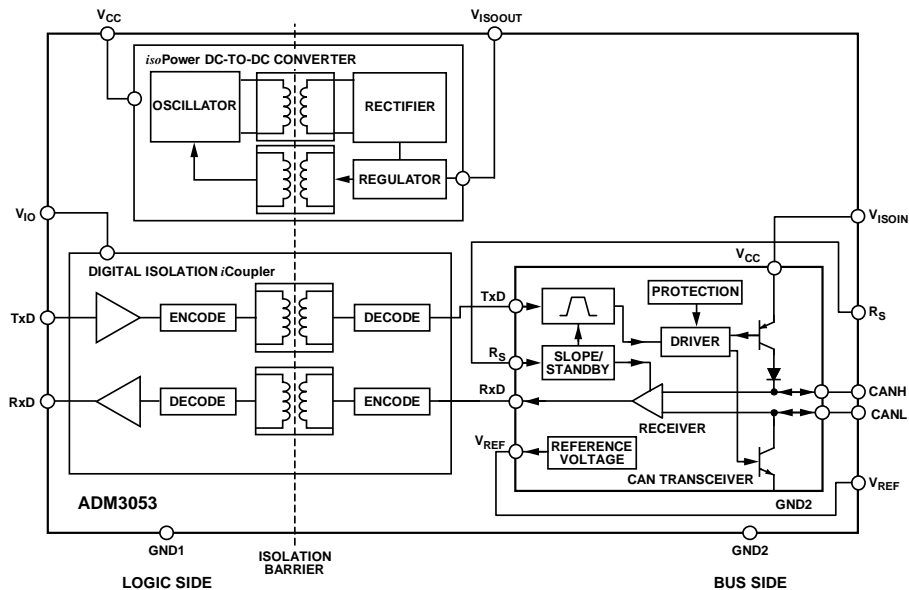 VCC
VISOOUT
isoPower DC-TO-DC CONVERTER
OSCILLATOR
RECTIFIER
REGULATOR
VIO
VISOIN
DIGITAL ISOLATION iCoupler
VCC
TxD
ENCODE
DECODE
TxD
PROTECTION
DRIVER
RS
RS
SLOPE/
STANDBY
RxD
DECODE
ENCODE
RxD
CANH
CANL
RECEIVER
VREF
REFERENCE
VOLTAGE
CAN TRANSCEIVER
VREF
ADM3053
GND2
GND1
ISOLATION
BARRIER
GND2
LOGIC SIDE
BUS SIDE